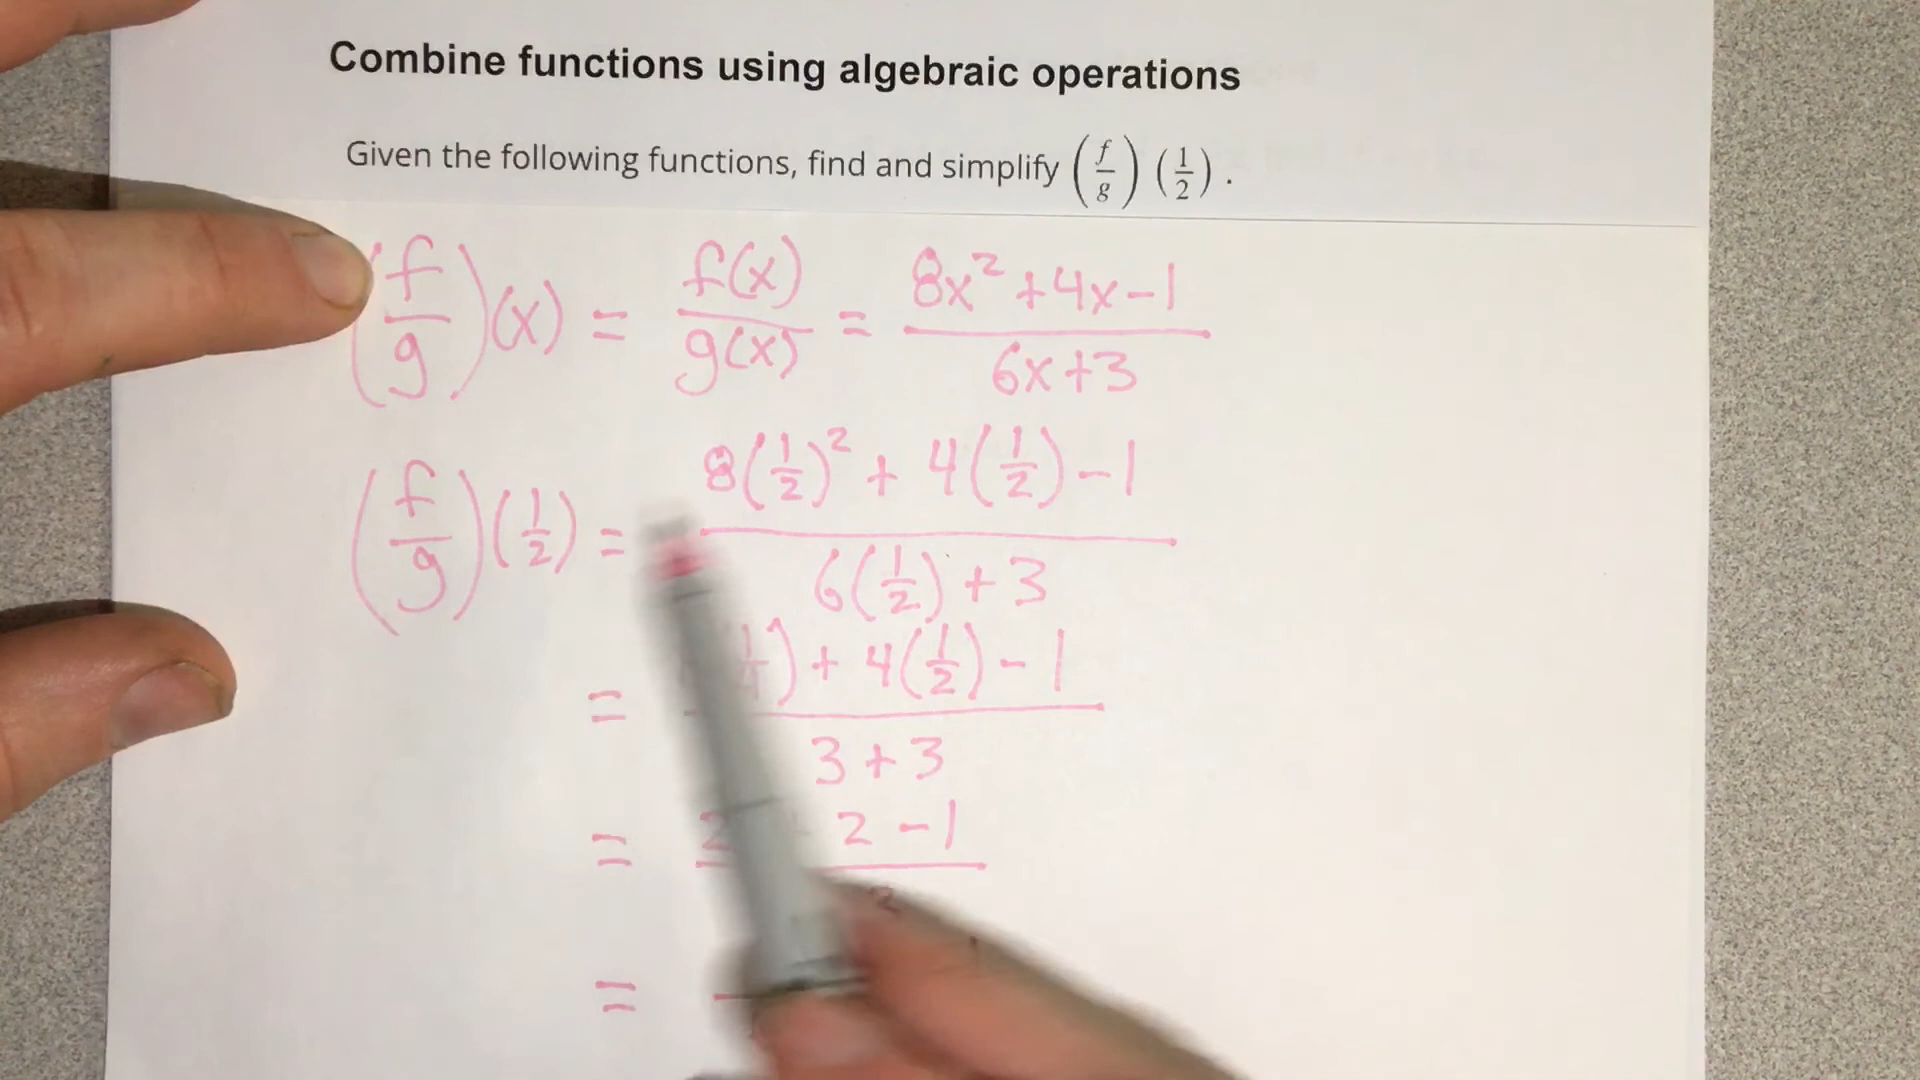 Combine functions using algebraic operations
Given the following functions, find and simplify (f/g)(1/2).
(f/g)(x) = f(x)/g(x) = (8x² + 4x - 1)/(6x + 3)
(f/g)(1/2) = (8(1/2)² + 4(1/2) - 1)/(6(1/2) + 3)
= ) + 4(1/2) - 1 / 3 + 3
= 2 2 - 1
=